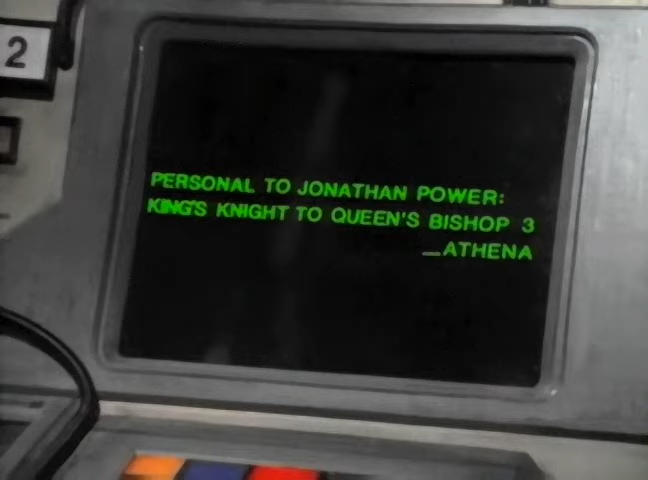 2
PERSONAL TO JONATHAN POWER:
KING'S KNIGHT TO QUEEN'S BISHOP 3
_ATHENA